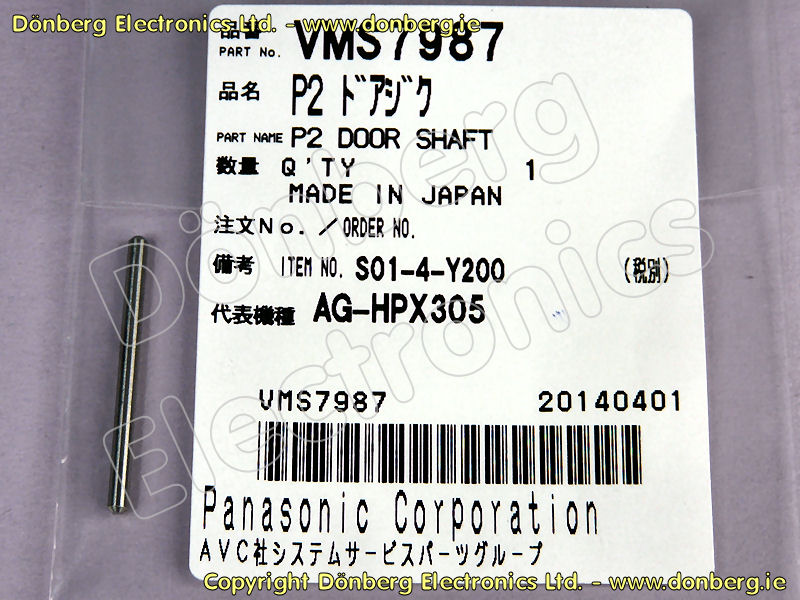 Dönberg Electronics Ltd. - www.donberg.ie
品番
PART No. VMS7987
品名 P2 ドアジク
PART NAME P2 DOOR SHAFT
数量 Q'TY 1
MADE IN JAPAN
注文No./ORDER NO.
備考 ITEM NO. S01-4-Y200 (税別)
代表機種 AG-HPX305
VMS7987 20140401
Panasonic Corporation
AVC社システムサービスパーツグループ
Dönberg
Electronics
Copyright Dönberg Electronics Ltd. - www.donberg.ie